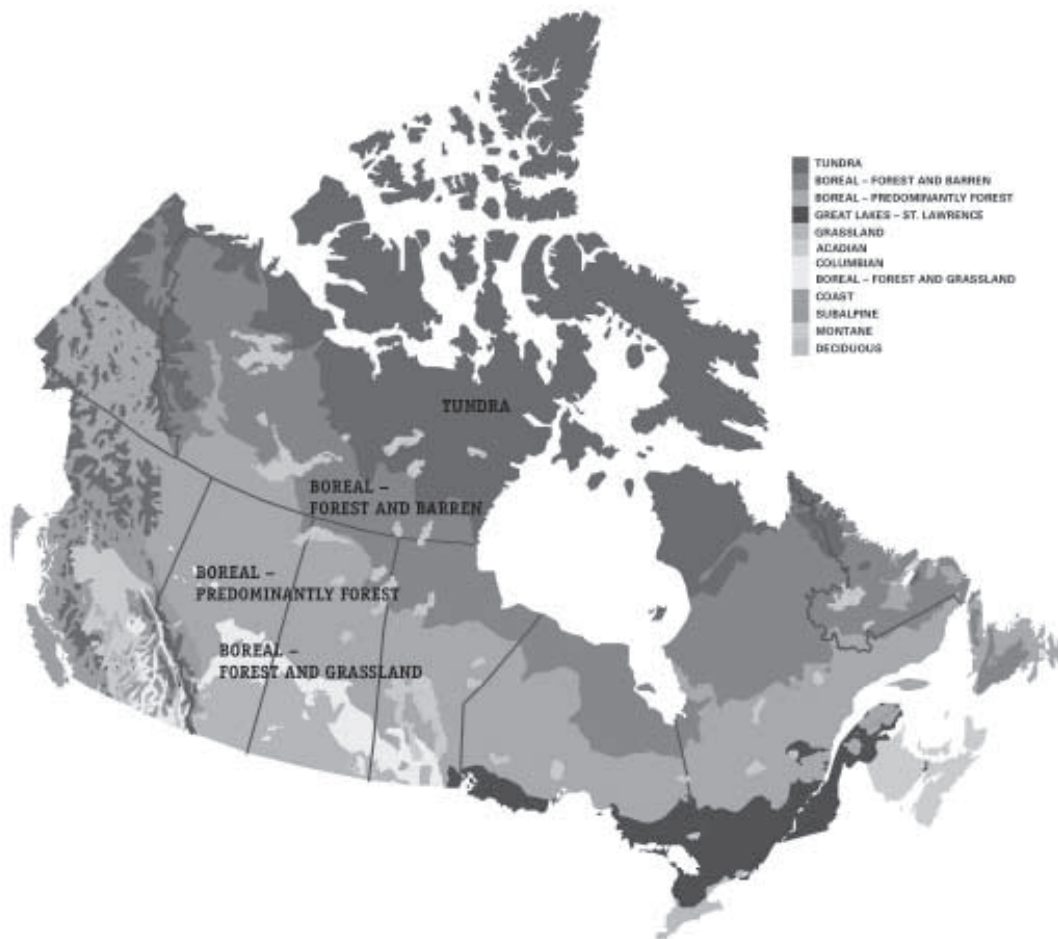 TUNDRA
BOREAL – FOREST AND BARREN
BOREAL – PREDOMINANTLY FOREST
GREAT LAKES – ST. LAWRENCE
GRASSLAND
ACADIAN
COLUMBIAN
BOREAL – FOREST AND GRASSLAND
COAST
SUBALPINE
MONTANE
DECIDUOUS
TUNDRA
BOREAL –
FOREST AND BARREN
BOREAL –
PREDOMINANTLY FOREST
BOREAL –
FOREST AND GRASSLAND